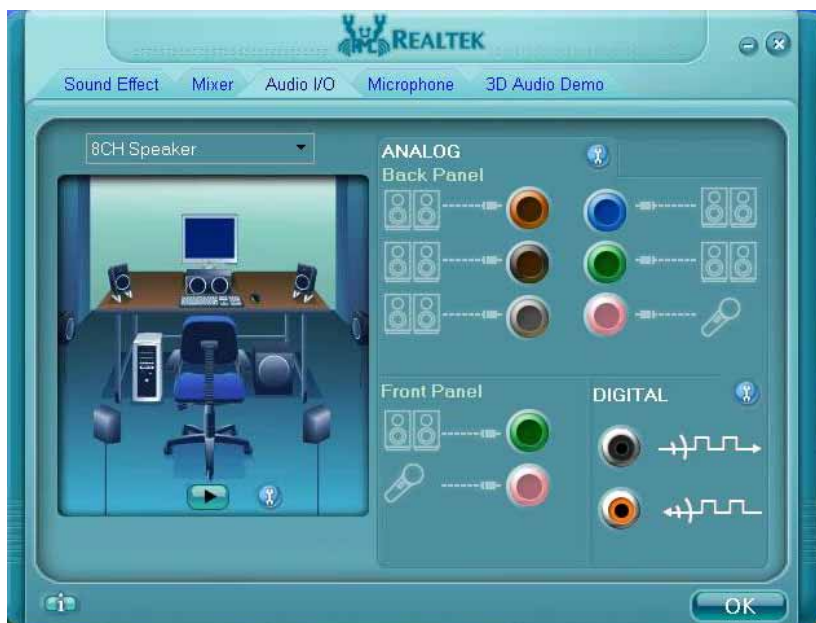 REALTEK
Sound Effect Mixer Audio I/O Microphone 3D Audio Demo
8CH Speaker
ANALOG
Back Panel
Front Panel
DIGITAL
OK